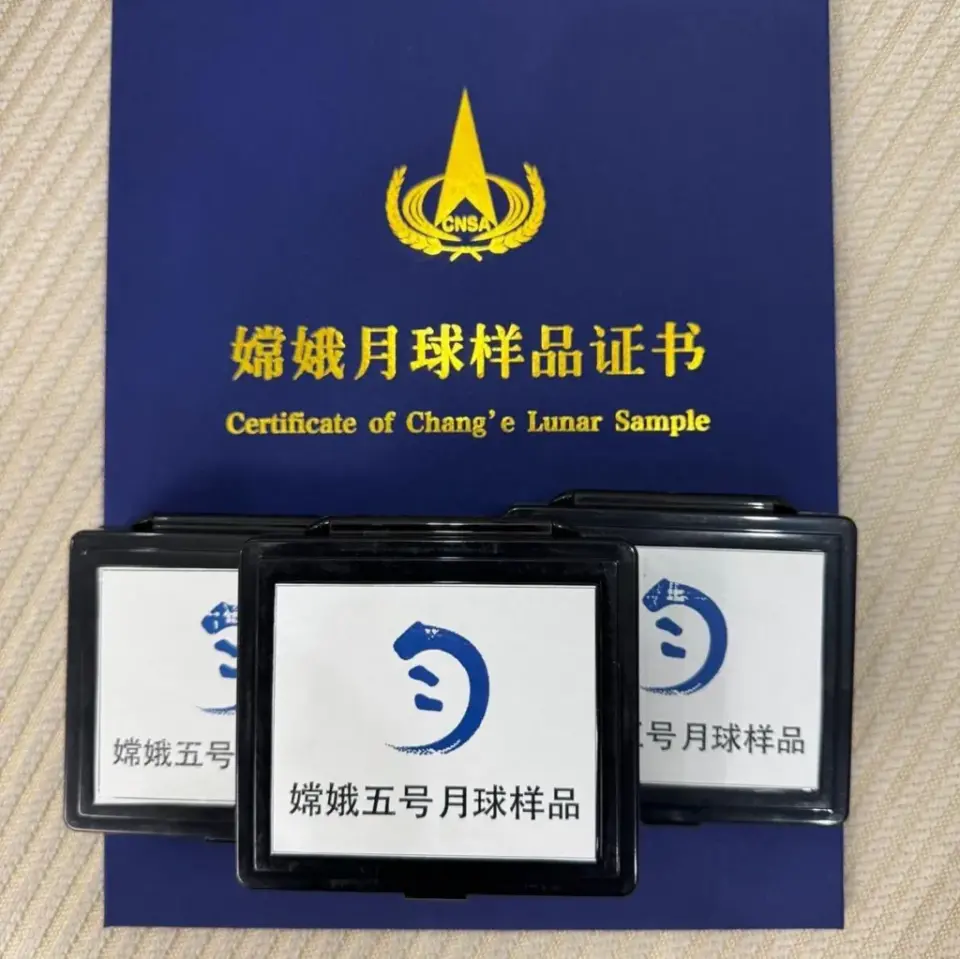 CNSA
嫦娥月球样品证书
Certificate of Chang'e Lunar Sample
嫦娥五号
嫦娥五号月球样品
号月球样品